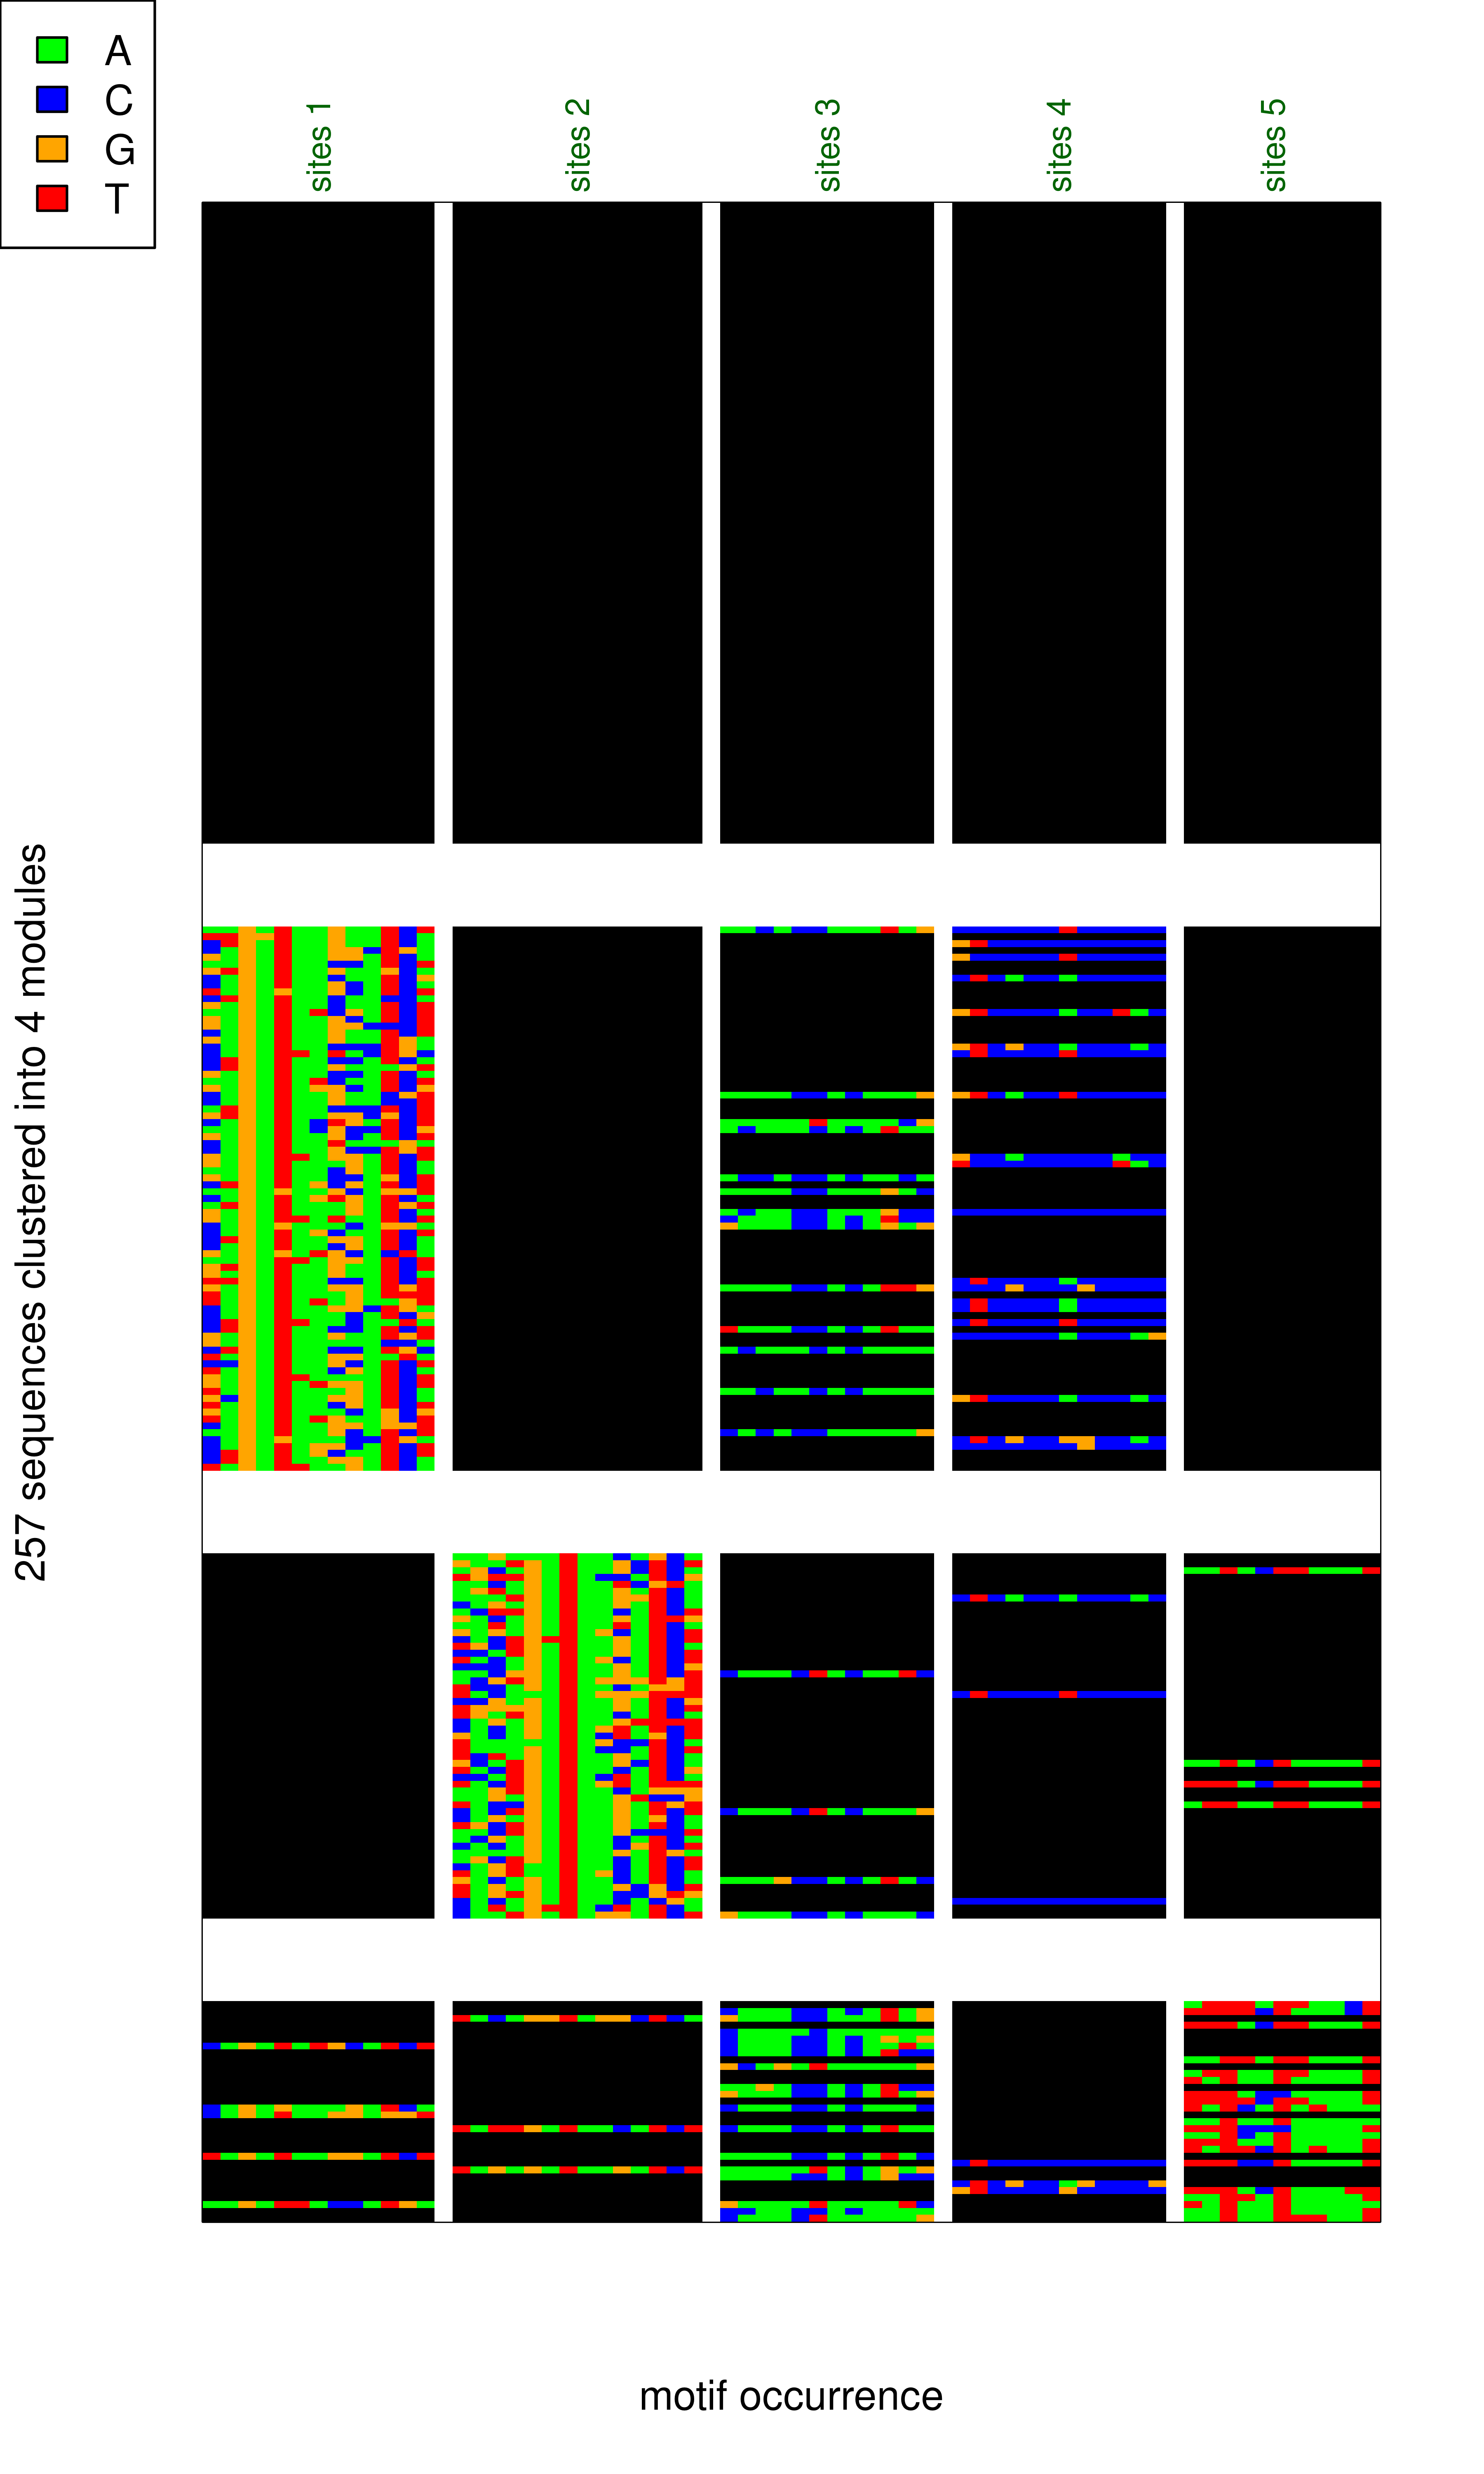 A
C
G
T
sites 1
sites 2
sites 3
sites 4
sites 5
257 sequences clustered into 4 modules
motif occurrence